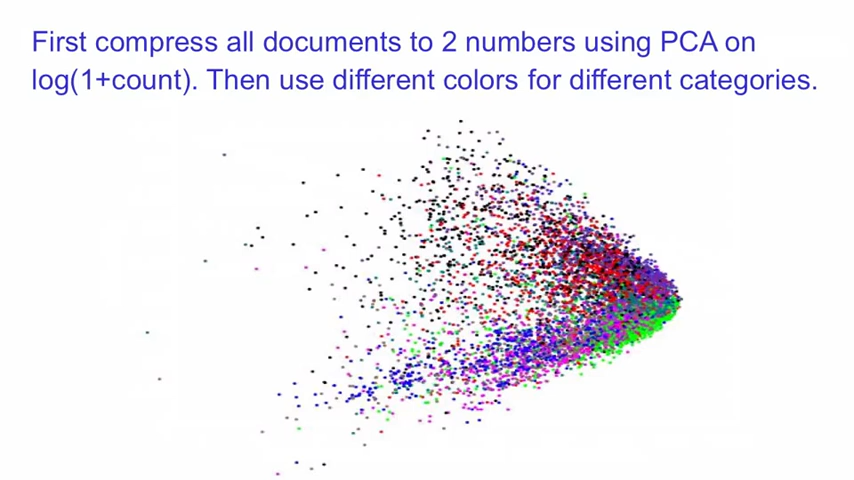 First compress all documents to 2 numbers using PCA on
log(1+count). Then use different colors for different categories.